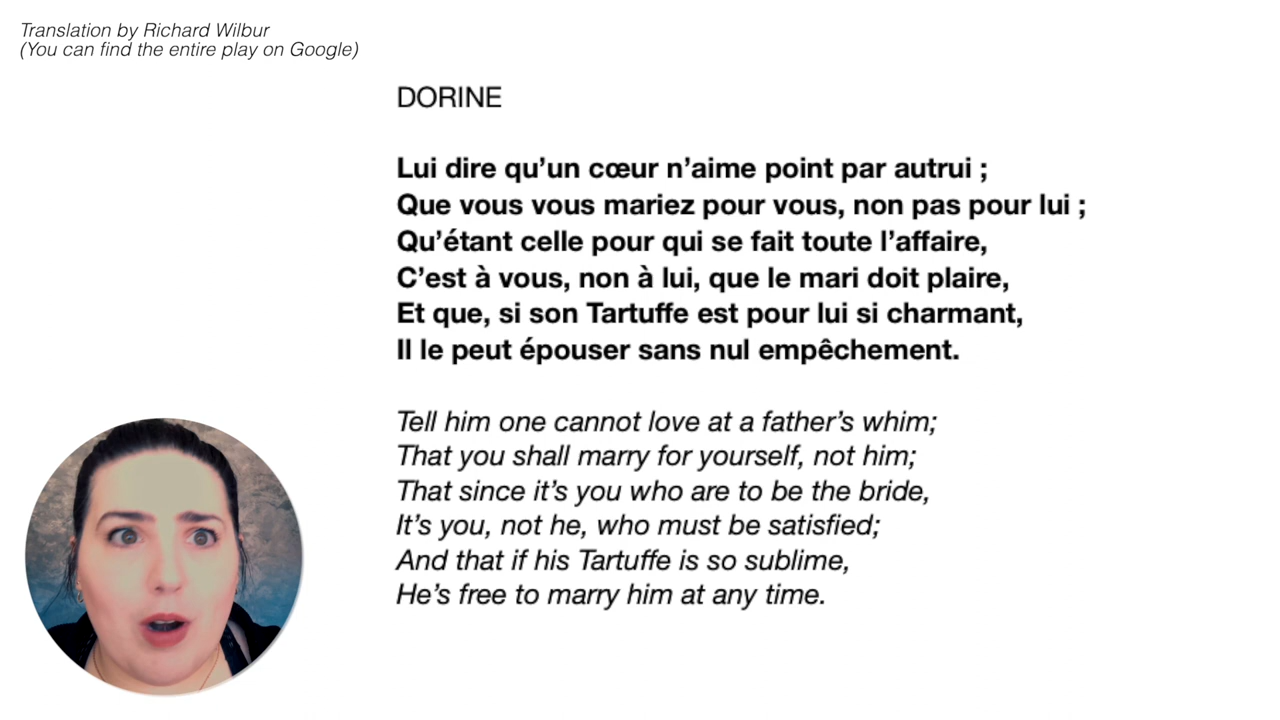 Translation by Richard Wilbur
(You can find the entire play on Google)
DORINE
Lui dire qu’un cœur n’aime point par autrui ;
Que vous vous mariez pour vous, non pas pour lui ;
Qu’étant celle pour qui se fait toute l’affaire,
C’est à vous, non à lui, que le mari doit plaire,
Et que, si son Tartuffe est pour lui si charmant,
Il le peut épouser sans nul empêchement.
Tell him one cannot love at a father’s whim;
That you shall marry for yourself, not him;
That since it’s you who are to be the bride,
It’s you, not he, who must be satisfied;
And that if his Tartuffe is so sublime,
He’s free to marry him at any time.